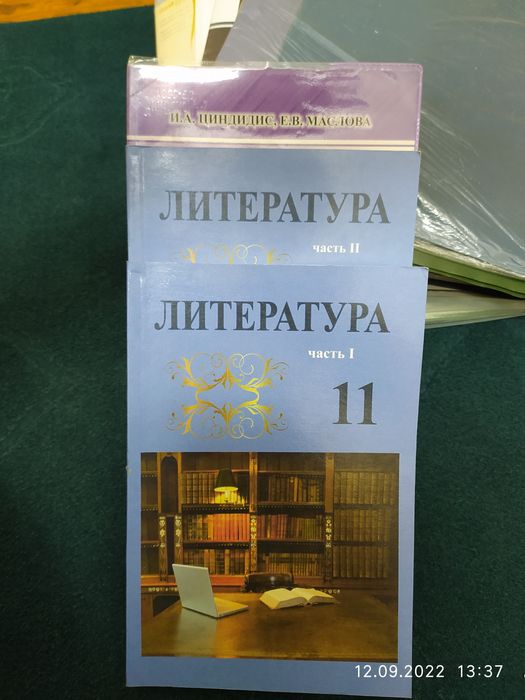 И.А. ЦИНДИДИС, Е.В. МАСЛОВА
ЛИТЕРАТУРА
часть II
ЛИТЕРАТУРА
часть I
11
12.09.2022 13:37